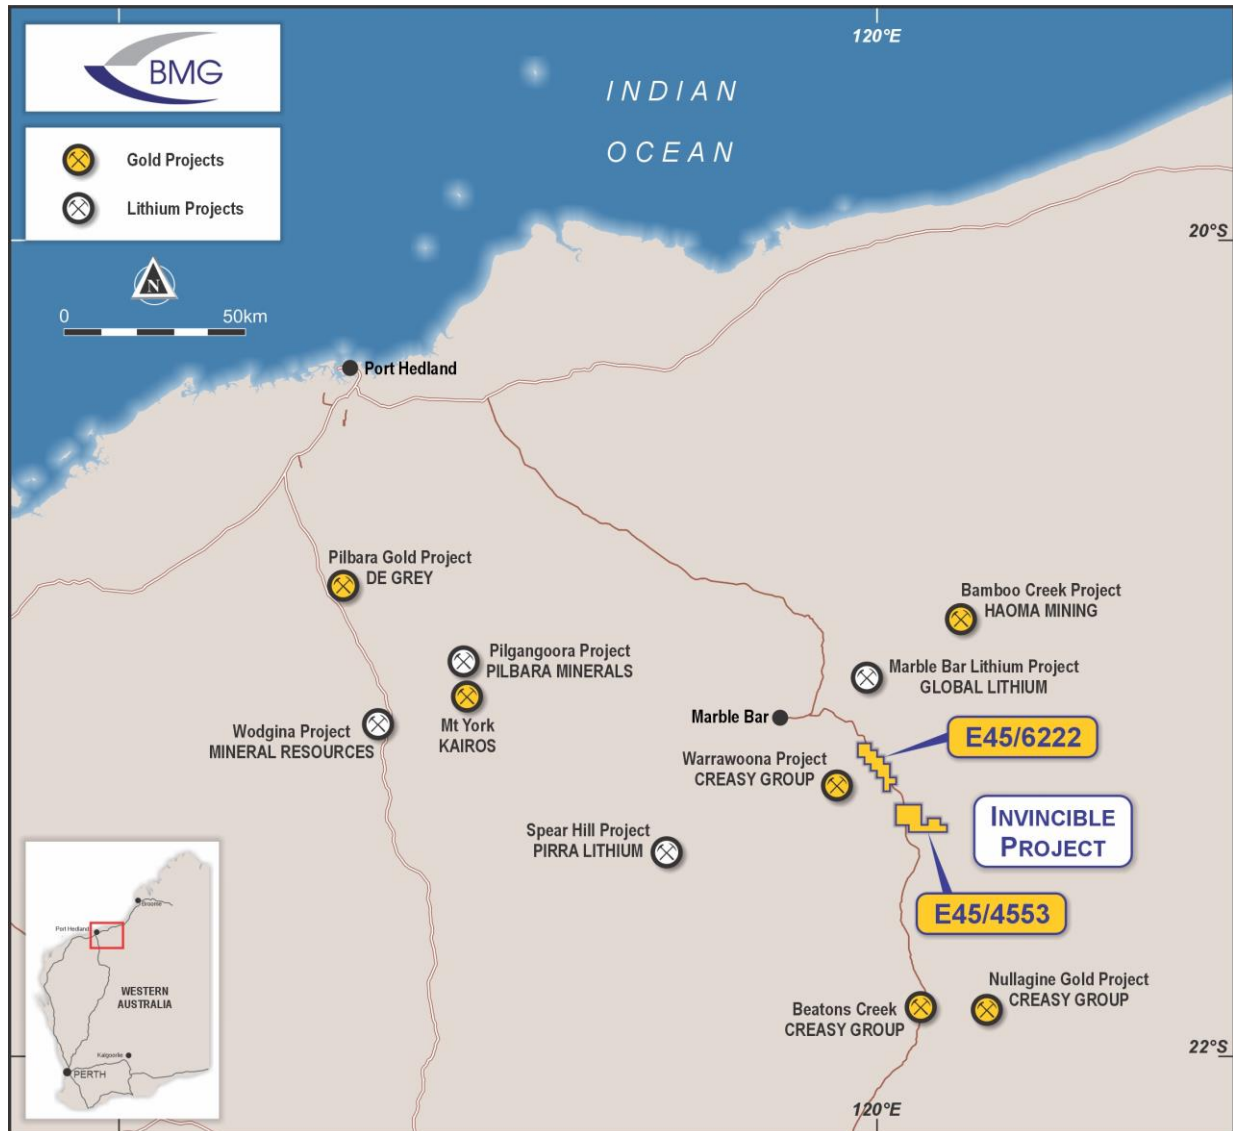 120°E
BMG
INDIAN
OCEAN
Gold Projects
Lithium Projects
20°S
N
0 50km
Port Hedland
Pilbara Gold Project
DE GREY
Bamboo Creek Project
HAOMA MINING
Pilgangoora Project
PILBARA MINERALS
Marble Bar Lithium Project
GLOBAL LITHIUM
Mt York
KAIROS
Wodgina Project
MINERAL RESOURCES
Marble Bar
E45/6222
Warrawoona Project
CREASY GROUP
INVINCIBLE
PROJECT
Spear Hill Project
PIRRA LITHIUM
E45/4553
Broome
Port Hedland
WESTERN
AUSTRALIA
Kalgoorlie
PERTH
Nullagine Gold Project
CREASY GROUP
Beatons Creek
CREASY GROUP
22°S
120°E